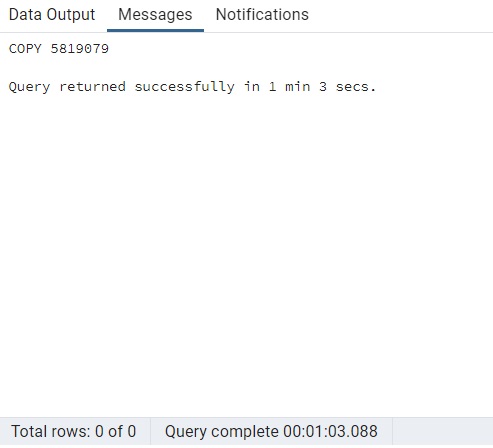 Data Output Messages Notifications
COPY 5819079
Query returned successfully in 1 min 3 secs.
Total rows: 0 of 0 Query complete 00:01:03.088